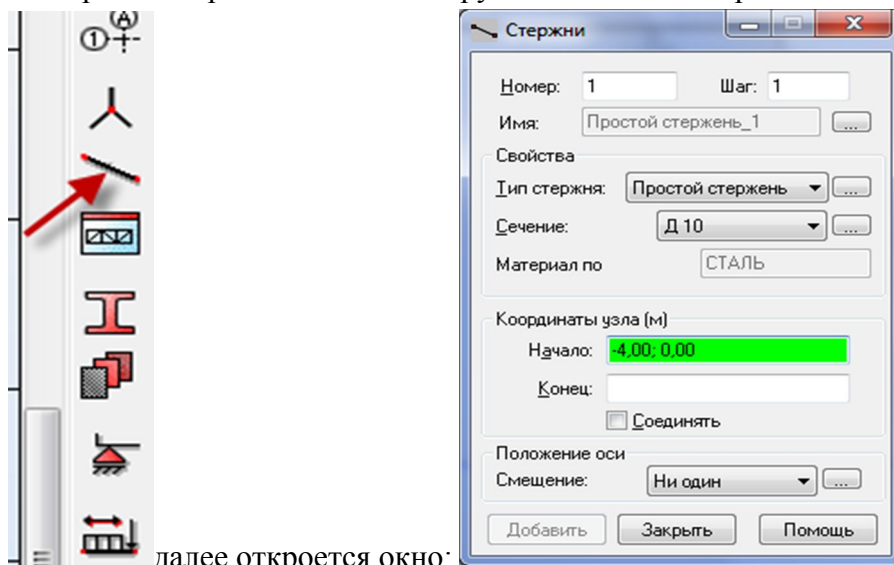 А
1
Стержни
Номер: 1 Шаг: 1
Имя: Простой стержень_1 ...
Свойства
Тип стержня: Простой стержень ...
Сечение: Д 10 ...
Материал по СТАЛЬ
Координаты узла (м)
Начало: -4,00; 0,00
Конец:
Соединять
Положение оси
Смещение: Ни один ...
Добавить Закрыть Помощь
далее откроется окно: